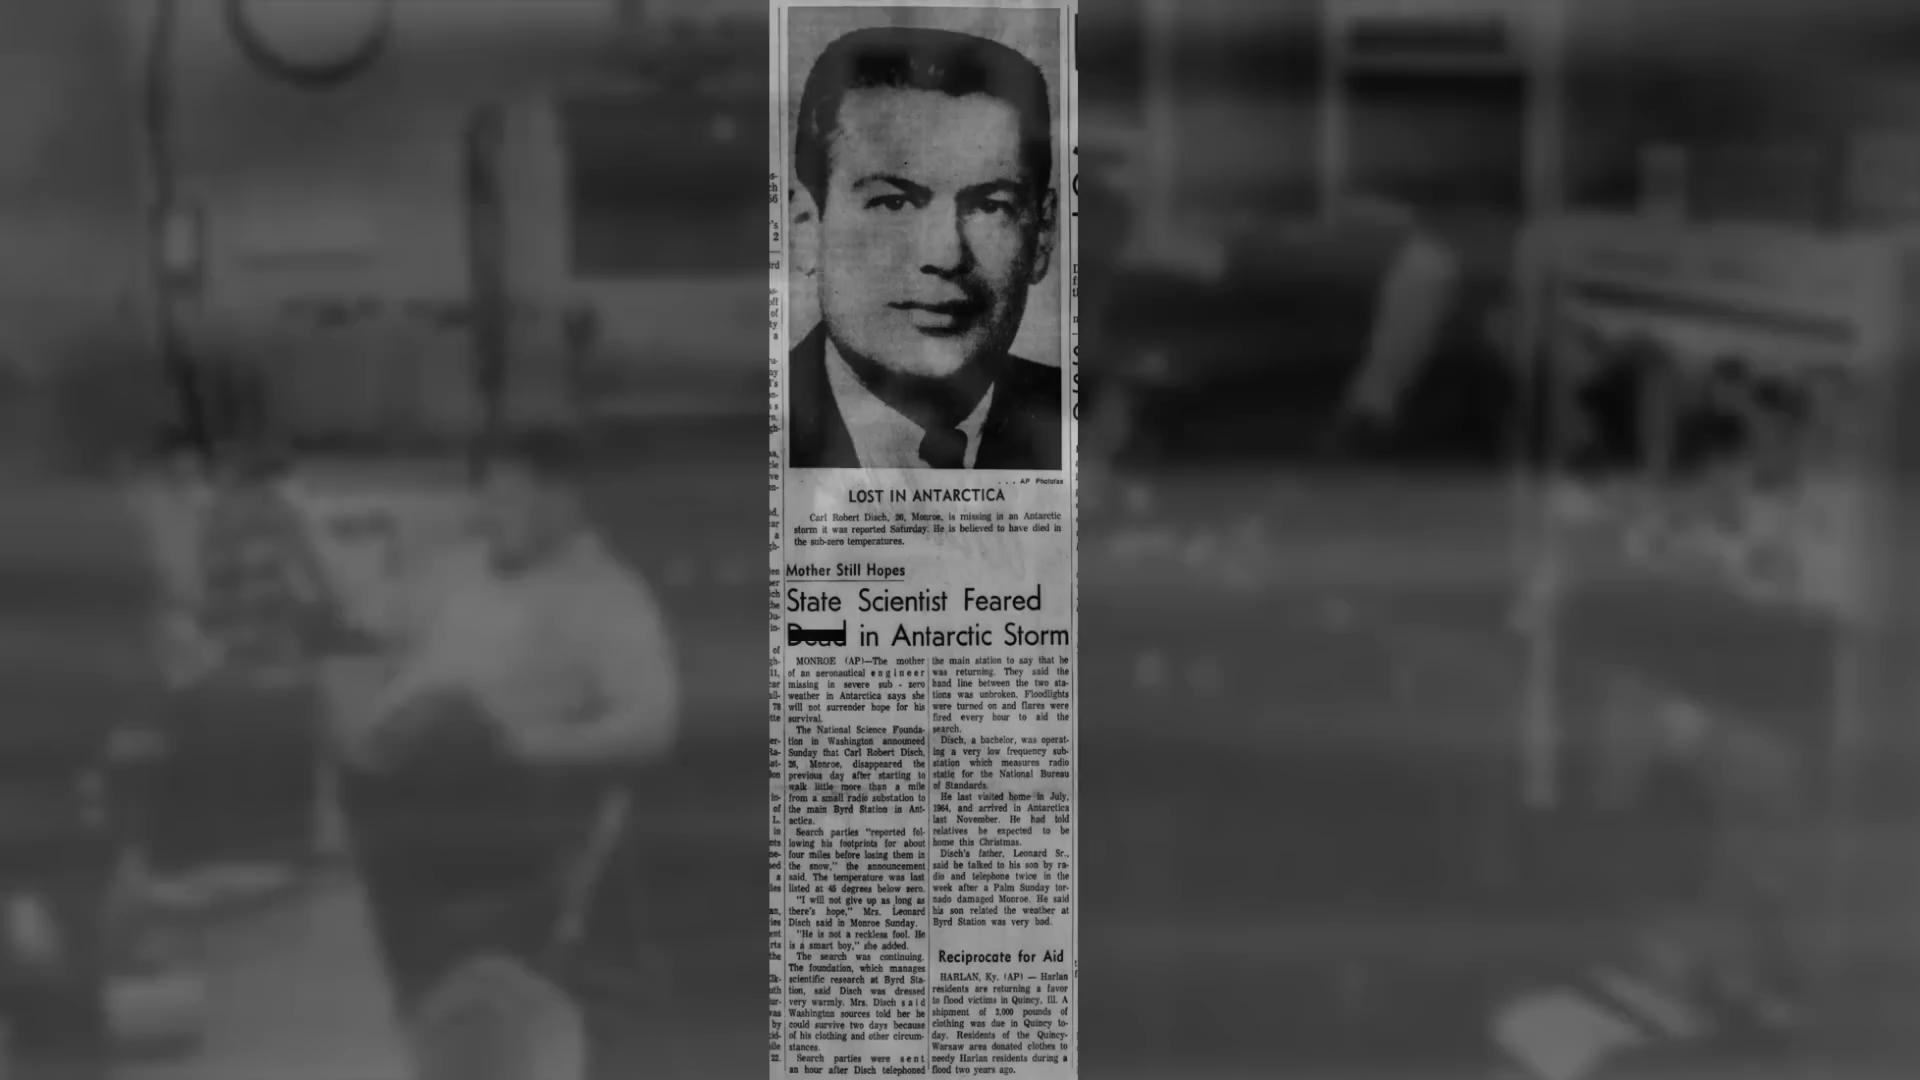 . . . AP Photofax
LOST IN ANTARCTICA
Carl Robert Disch, 26, Monroe, is missing in an Antarctic
storm it was reported Saturday. He is believed to have died in
the sub-zero temperatures.
Mother Still Hopes
State Scientist Feared
in Antarctic Storm
MONROE (AP)—The mother
of an aeronautical engineer
missing in severe sub - zero
weather in Antarctica says she
will not surrender hope for his
survival.
The National Science Founda-
tion in Washington announced
Sunday that Carl Robert Disch,
26, Monroe, disappeared the
previous day after starting to
walk little more than a mile
from a small radio substation to
the main Byrd Station in Ant-
actica.
Search parties "reported fol-
lowing his footprints for about
four miles before losing them in
the snow," the announcement
said. The temperature was last
listed at 45 degrees below zero.
"I will not give up as long as
there's hope," Mrs. Leonard
Disch said in Monroe Sunday.
"He is not a reckless fool. He
is a smart boy," she added.
The search was continuing.
The foundation, which manages
scientific research at Byrd Sta-
tion, said Disch was dressed
very warmly. Mrs. Disch said
Washington sources told her he
could survive two days because
of his clothing and other circum-
stances.
Search parties were sent
an hour after Disch telephoned
the main station to say that he
was returning. They said the
hand line between the two sta-
tions was unbroken. Floodlights
were turned on and flares were
fired every hour to aid the
search.
Disch, a bachelor, was operat-
ing a very low frequency sub-
station which measures radio
static for the National Bureau
of Standards.
He last visited home in July,
1964, and arrived in Antarctica
last November. He had told
relatives he expected to be
home this Christmas.
Disch's father, Leonard Sr.,
said he talked to his son by ra-
dio and telephone twice in the
week after a Palm Sunday tor-
nado damaged Monroe. He said
his son related the weather at
Byrd Station was very bad.
Reciprocate for Aid
HARLAN, Ky. (AP) — Harlan
residents are returning a favor
to flood victims in Quincy, Ill. A
shipment of 3,000 pounds of
clothing was due in Quincy to-
day. Residents of the Quincy-
Warsaw area donated clothes to
needy Harlan residents during a
flood two years ago.